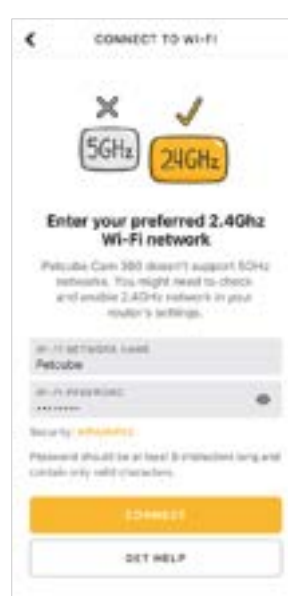 CONNECT TO WI-FI
5GHz
2.4GHz
Enter your preferred 2.4Ghz
Wi-Fi network
Petcube Cam 360 doesn't support 5GHz
networks. You might need to check
and enable 2.4GHz network in your
router's settings.
WI-FI NETWORK NAME
Petcube
WI-FI PASSWORD
••••••••
Security:
Password should be at least 8 characters long and
contain only valid characters.
CONNECT
GET HELP